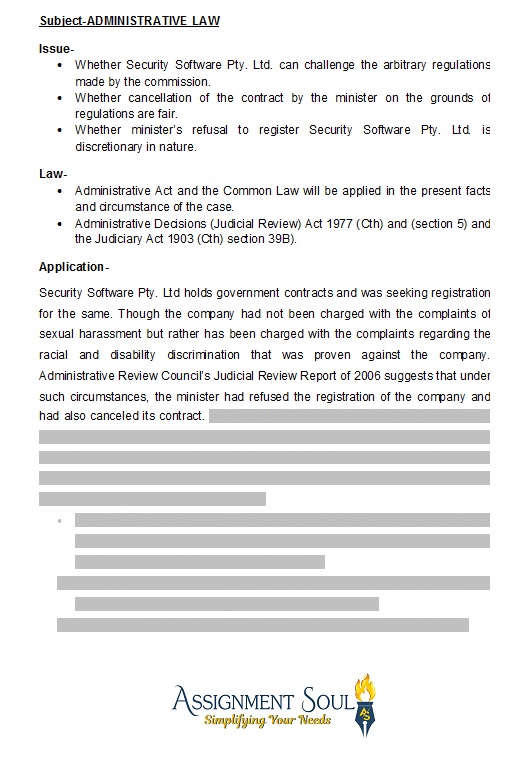 Subject-ADMINISTRATIVE LAW
Issue-
• Whether Security Software Pty. Ltd. can challenge the arbitrary regulations
made by the commission.
• Whether cancellation of the contract by the minister on the grounds of
regulations are fair.
• Whether minister's refusal to register Security Software Pty. Ltd. is
discretionary in nature.
Law-
• Administrative Act and the Common Law will be applied in the present facts
and circumstance of the case.
• Administrative Decisions (Judicial Review) Act 1977 (Cth) and (section 5) and
the Judiciary Act 1903 (Cth) section 39B).
Application-
Security Software Pty. Ltd holds government contracts and was seeking registration
for the same. Though the company had not been charged with the complaints of
sexual harassment but rather has been charged with the complaints regarding the
racial and disability discrimination that was proven against the company.
Administrative Review Council's Judicial Review Report of 2006 suggests that under
such circumstances, the minister had refused the registration of the company and
had also canceled its contract.
ASSIGNMENT SOUL
Simplifying Your Needs